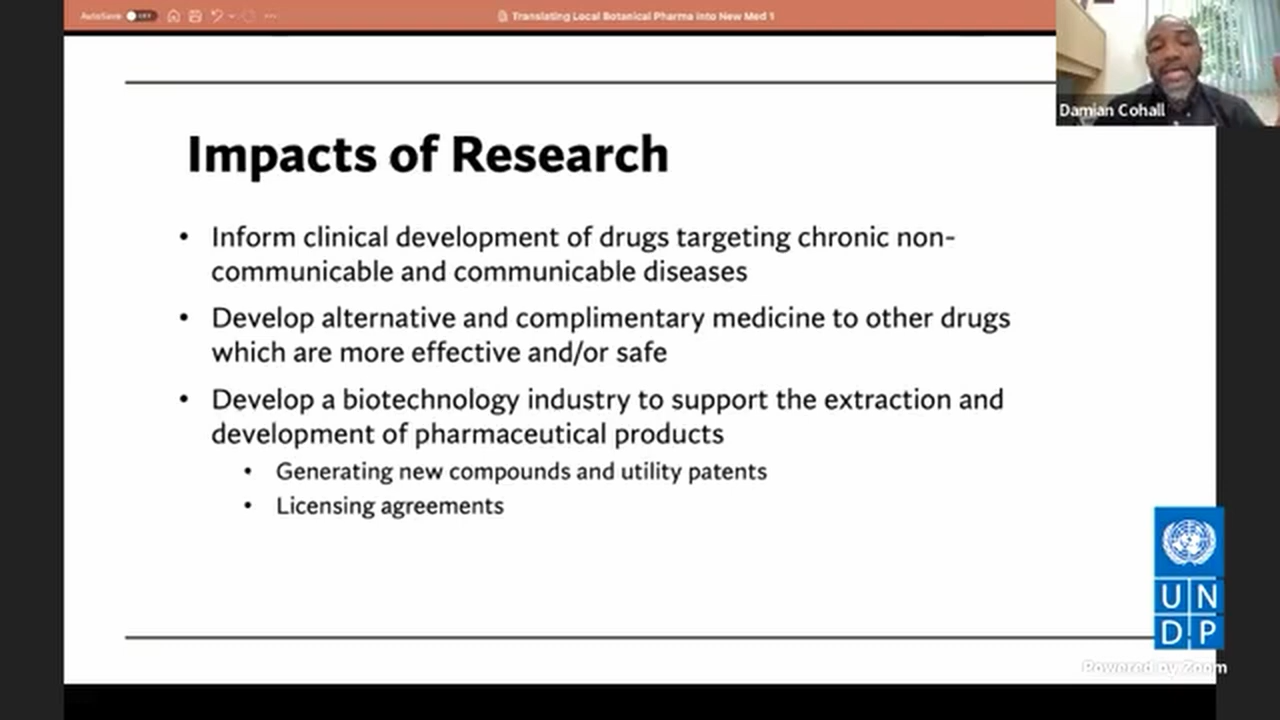 AutoSave OFF
Translating Local Botanical Pharma into New Med 1
Damian Cohall
Impacts of Research
• Inform clinical development of drugs targeting chronic non-
communicable and communicable diseases
• Develop alternative and complimentary medicine to other drugs
which are more effective and/or safe
• Develop a biotechnology industry to support the extraction and
development of pharmaceutical products
• Generating new compounds and utility patents
• Licensing agreements
U N
D P
Powered by Zoom